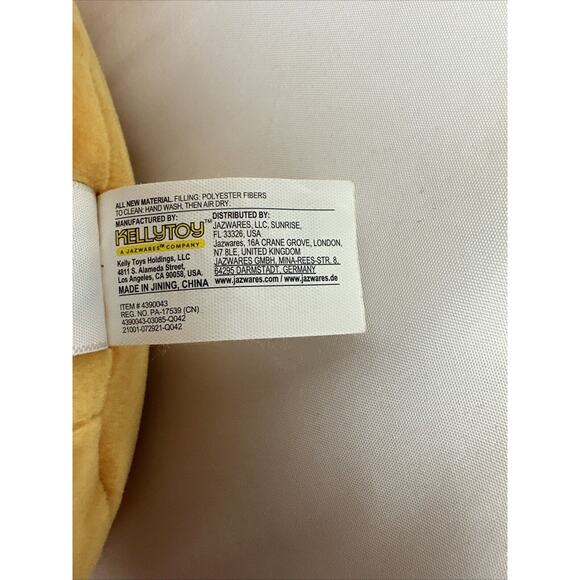 ALL NEW MATERIAL. FILLING: POLYESTER FIBERS
TO CLEAN: HAND WASH, THEN AIR DRY.
MANUFACTURED BY:
KELLYTOY™
A JAZWARES™ COMPANY
Kelly Toys Holdings, LLC
4811 S. Alameda Street,
Los Angeles, CA 90058, USA.
MADE IN JINING, CHINA
DISTRIBUTED BY:
JAZWARES, LLC, SUNRISE,
FL 33326, USA
Jazwares, 16A CRANE GROVE, LONDON,
N7 8LE, UNITED KINGDOM
JAZWARES GMBH, MINA-REES-STR. 8,
64295 DARMSTADT, GERMANY
www.jazwares.com / www.jazwares.de
ITEM # 4390043
REG. NO. PA-17539 (CN)
4390043-03085-Q042
21001-072921-Q042